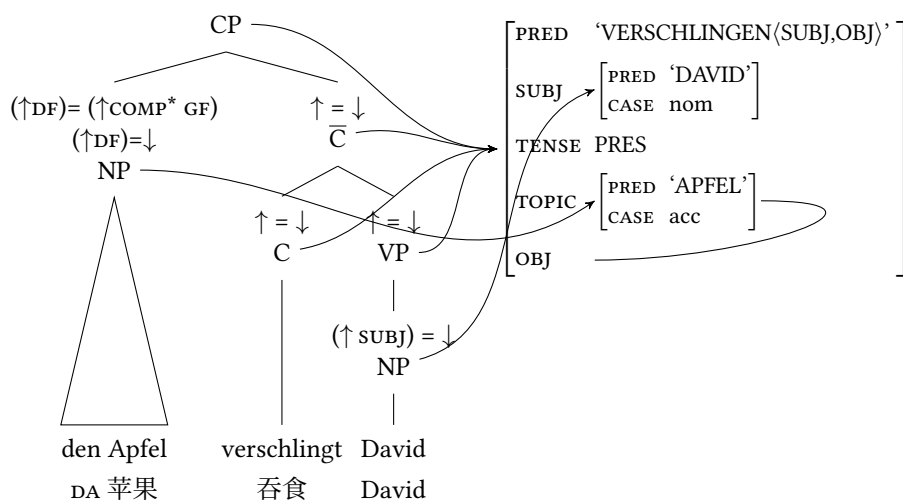 CP
PRED ‘VERSCHLINGEN⟨SUBJ,OBJ⟩’
(↑DF)= (↑COMP* GF)
(↑DF)=↓
NP
↑ = ↓
C̅
SUBJ
PRED ‘DAVID’
CASE nom
TENSE PRES
TOPIC
PRED ‘APFEL’
CASE acc
OBJ
↑ = ↓
C
↑ = ↓
VP
(↑ SUBJ) = ↓
NP
den Apfel verschlingt David
DA 苹果 吞食 David